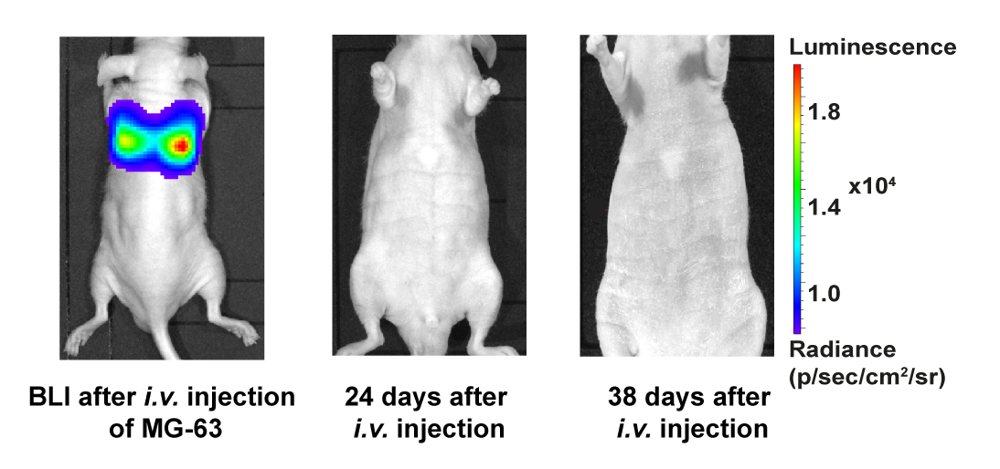 Luminescence
1.8
x10⁴
1.4
1.0
Radiance
(p/sec/cm²/sr)
BLI after i.v. injection
of MG-63
24 days after
i.v. injection
38 days after
i.v. injection